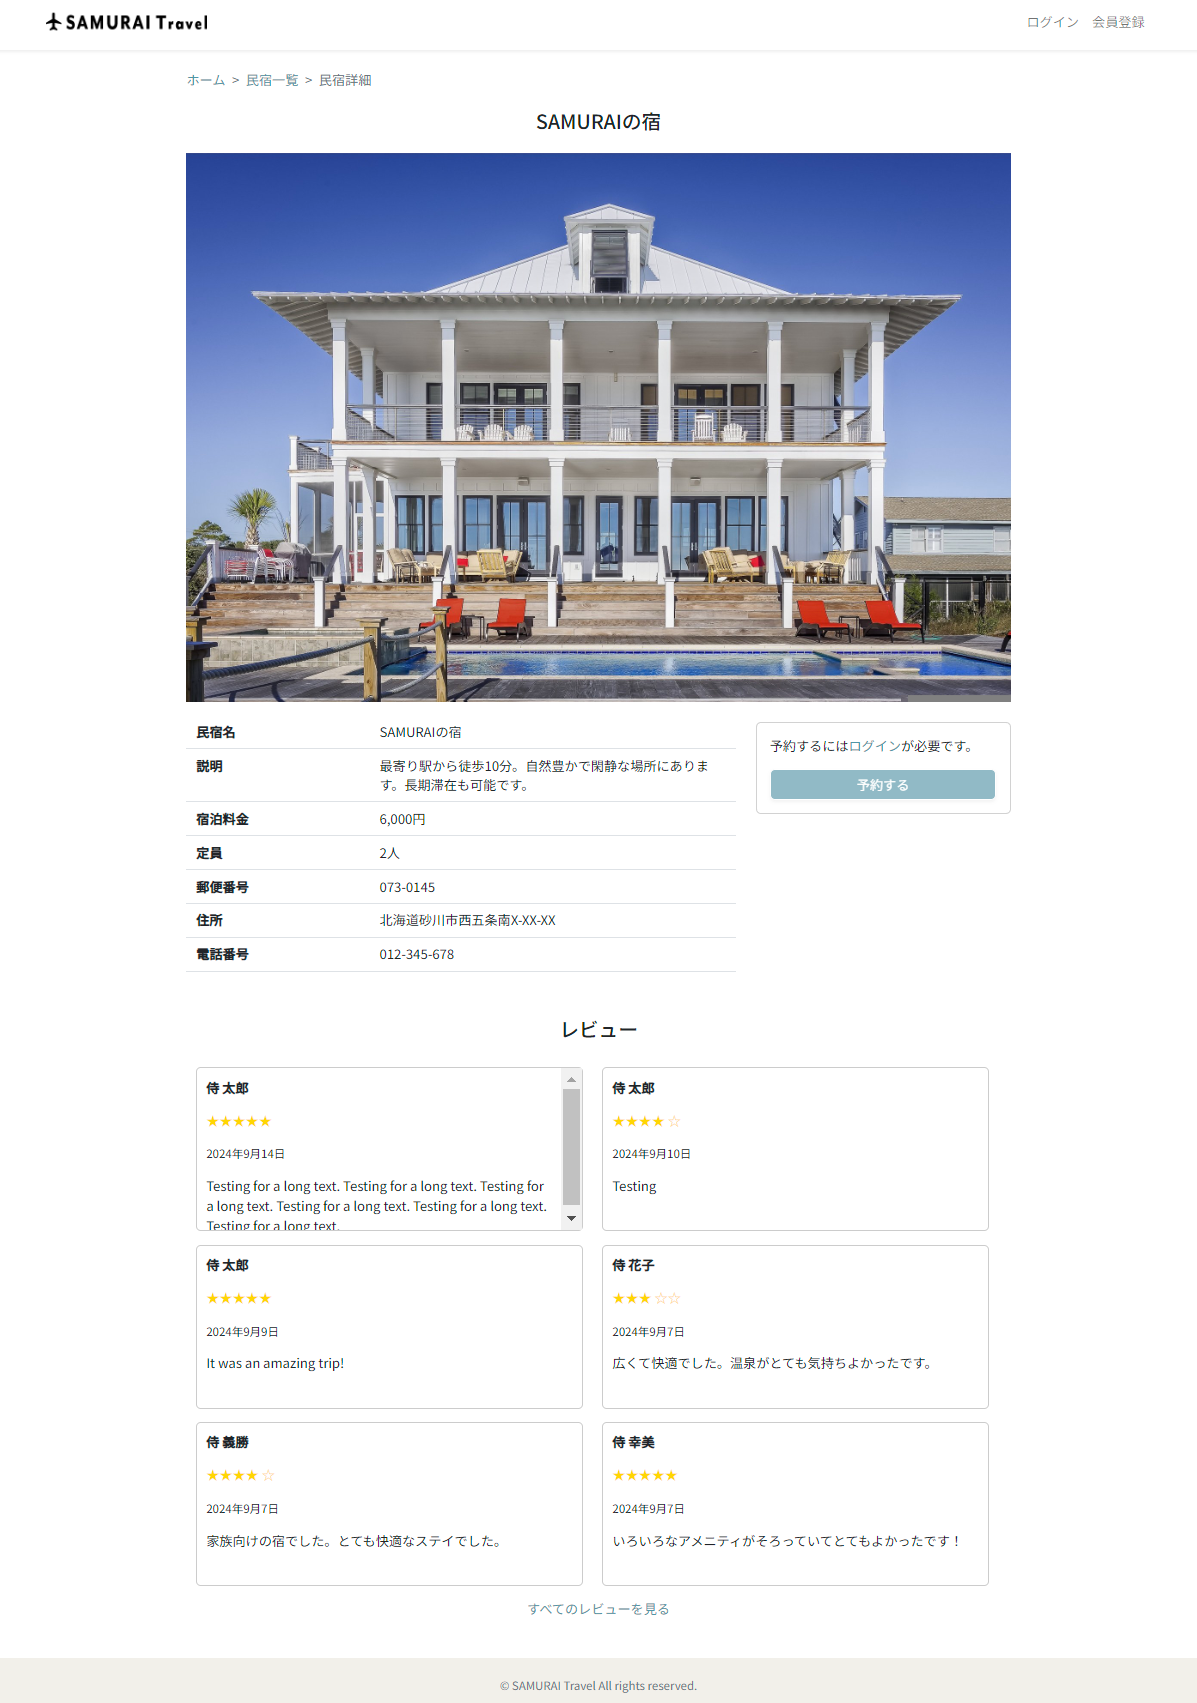 SAMURAI Travel
ログイン 会員登録
ホーム > 民宿一覧 > 民宿詳細
SAMURAIの宿
民宿名 SAMURAIの宿
説明 最寄り駅から徒歩10分。自然豊かで閑静な場所にありま
す。長期滞在も可能です。
宿泊料金 6,000円
定員 2人
郵便番号 073-0145
住所 北海道砂川市西五条南X-XX-XX
電話番号 012-345-678
予約するにはログインが必要です。
予約する
レビュー
侍 太郎
★★★★★
2024年9月14日
Testing for a long text. Testing for a long text. Testing for
a long text. Testing for a long text. Testing for a long text.
Testing for a long text.
侍 太郎
★★★★☆
2024年9月10日
Testing
侍 太郎
★★★★★
2024年9月9日
It was an amazing trip!
侍 花子
★★★☆☆
2024年9月7日
広くて快適でした。温泉がとても気持ちよかったです。
侍 義勝
★★★★☆
2024年9月7日
家族向けの宿でした。とても快適なステイでした。
侍 幸美
★★★★★
2024年9月7日
いろいろなアメニティがそろっていてとてもよかったです！
すべてのレビューを見る
© SAMURAI Travel All rights reserved.